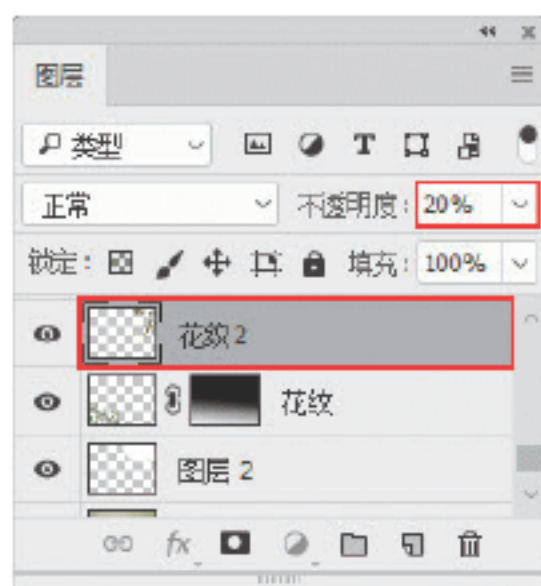 图层
类型
正常 不透明度: 20%
锁定: 填充: 100%
花纹 2
花纹
图层 2
fx